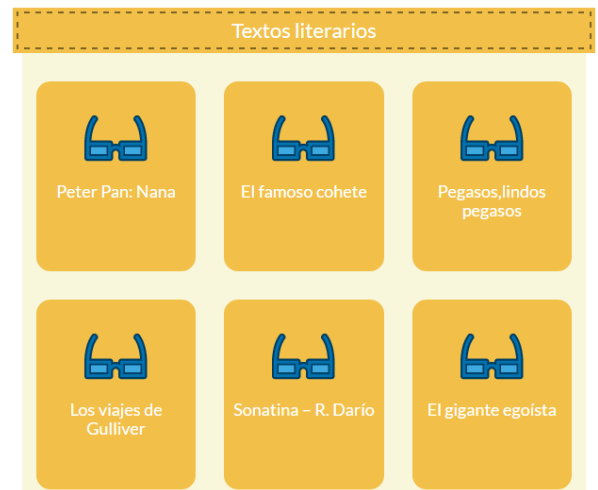 Textos literarios
Peter Pan: Nana
El famoso cohete
Pegasos,lindos
pegasos
Los viajes de
Gulliver
Sonatina – R. Darío
El gigante egoísta